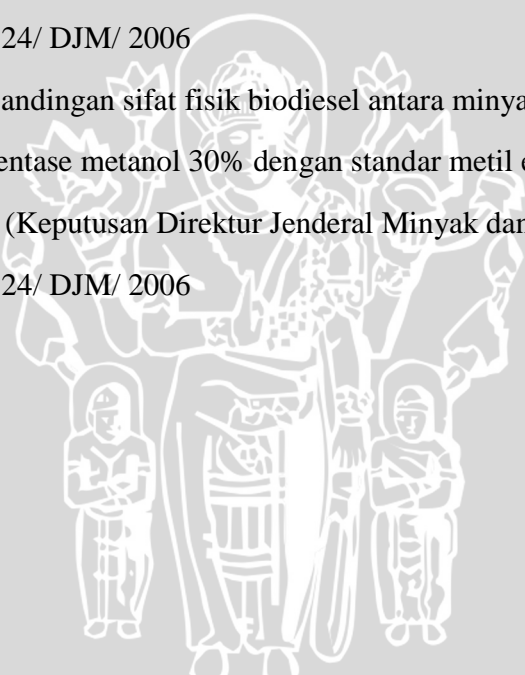 24/ DJM/ 2006
andingan sifat fisik biodiesel antara minya
entase metanol 30% dengan standar metil e
(Keputusan Direktur Jenderal Minyak dan
24/ DJM/ 2006